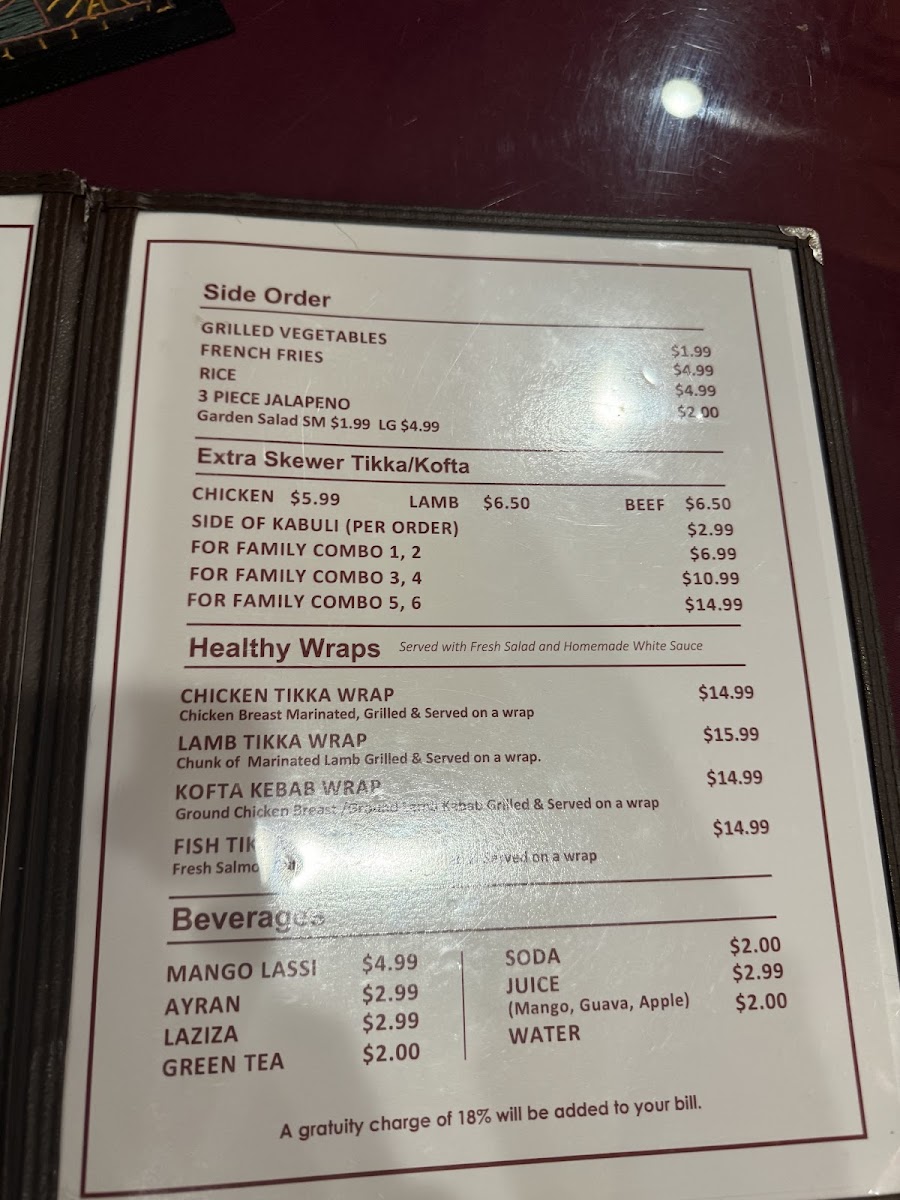 Side Order
GRILLED VEGETABLES $1.99
FRENCH FRIES $4.99
RICE $4.99
3 PIECE JALAPENO $2.00
Garden Salad SM $1.99 LG $4.99
Extra Skewer Tikka/Kofta
CHICKEN $5.99 LAMB $6.50 BEEF $6.50
SIDE OF KABULI (PER ORDER) $2.99
FOR FAMILY COMBO 1, 2 $6.99
FOR FAMILY COMBO 3, 4 $10.99
FOR FAMILY COMBO 5, 6 $14.99
Healthy Wraps Served with Fresh Salad and Homemade White Sauce
CHICKEN TIKKA WRAP $14.99
Chicken Breast Marinated, Grilled & Served on a wrap
LAMB TIKKA WRAP $15.99
Chunk of Marinated Lamb Grilled & Served on a wrap.
KOFTA KEBAB WRAP $14.99
Ground Chicken Breast /Ground Lamb Kabab Grilled & Served on a wrap
FISH $14.99
Fresh Served on a wrap
Beverages
MANGO LASSI $4.99
AYRAN $2.99
LAZIZA $2.99
GREEN TEA $2.00
SODA $2.00
JUICE $2.99
(Mango, Guava, Apple)
WATER $2.00
A gratuity charge of 18% will be added to your bill.